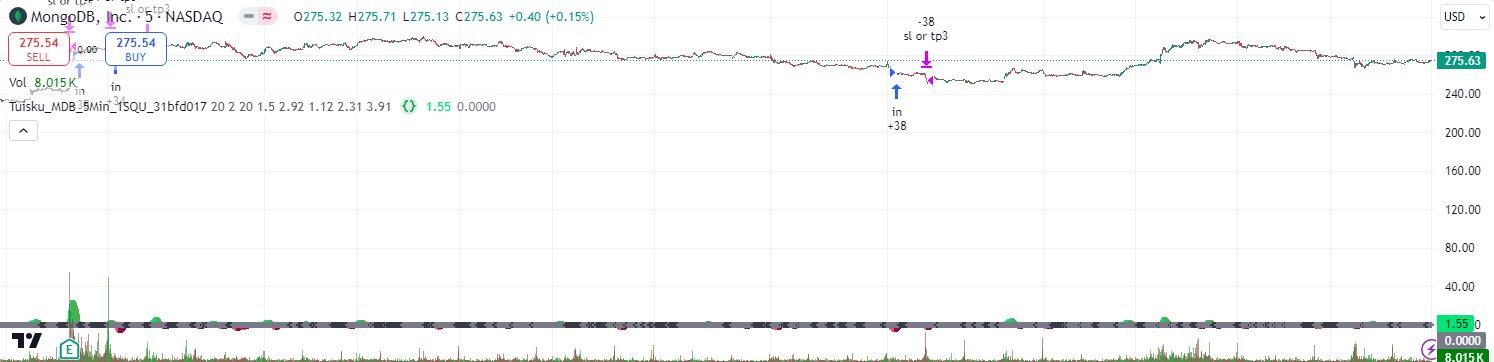 sl or tp3
MongoDB, Inc. · 5 · NASDAQ
O275.32 H275.71 L275.13 C275.63 +0.40 (+0.15%)
USD
275.54
SELL
0.00
275.54
BUY
-38
sl or tp3
275.63
Vol 8.015K
in
in
+34
240.00
Tuisku_MDB_5Min_1SQU_31bfd017 20 2 20 1.5 2.92 1.12 2.31 3.91 {} 1.55 0.0000
in
+38
200.00
160.00
120.00
80.00
40.00
1.55
0.0000
E
8.015K